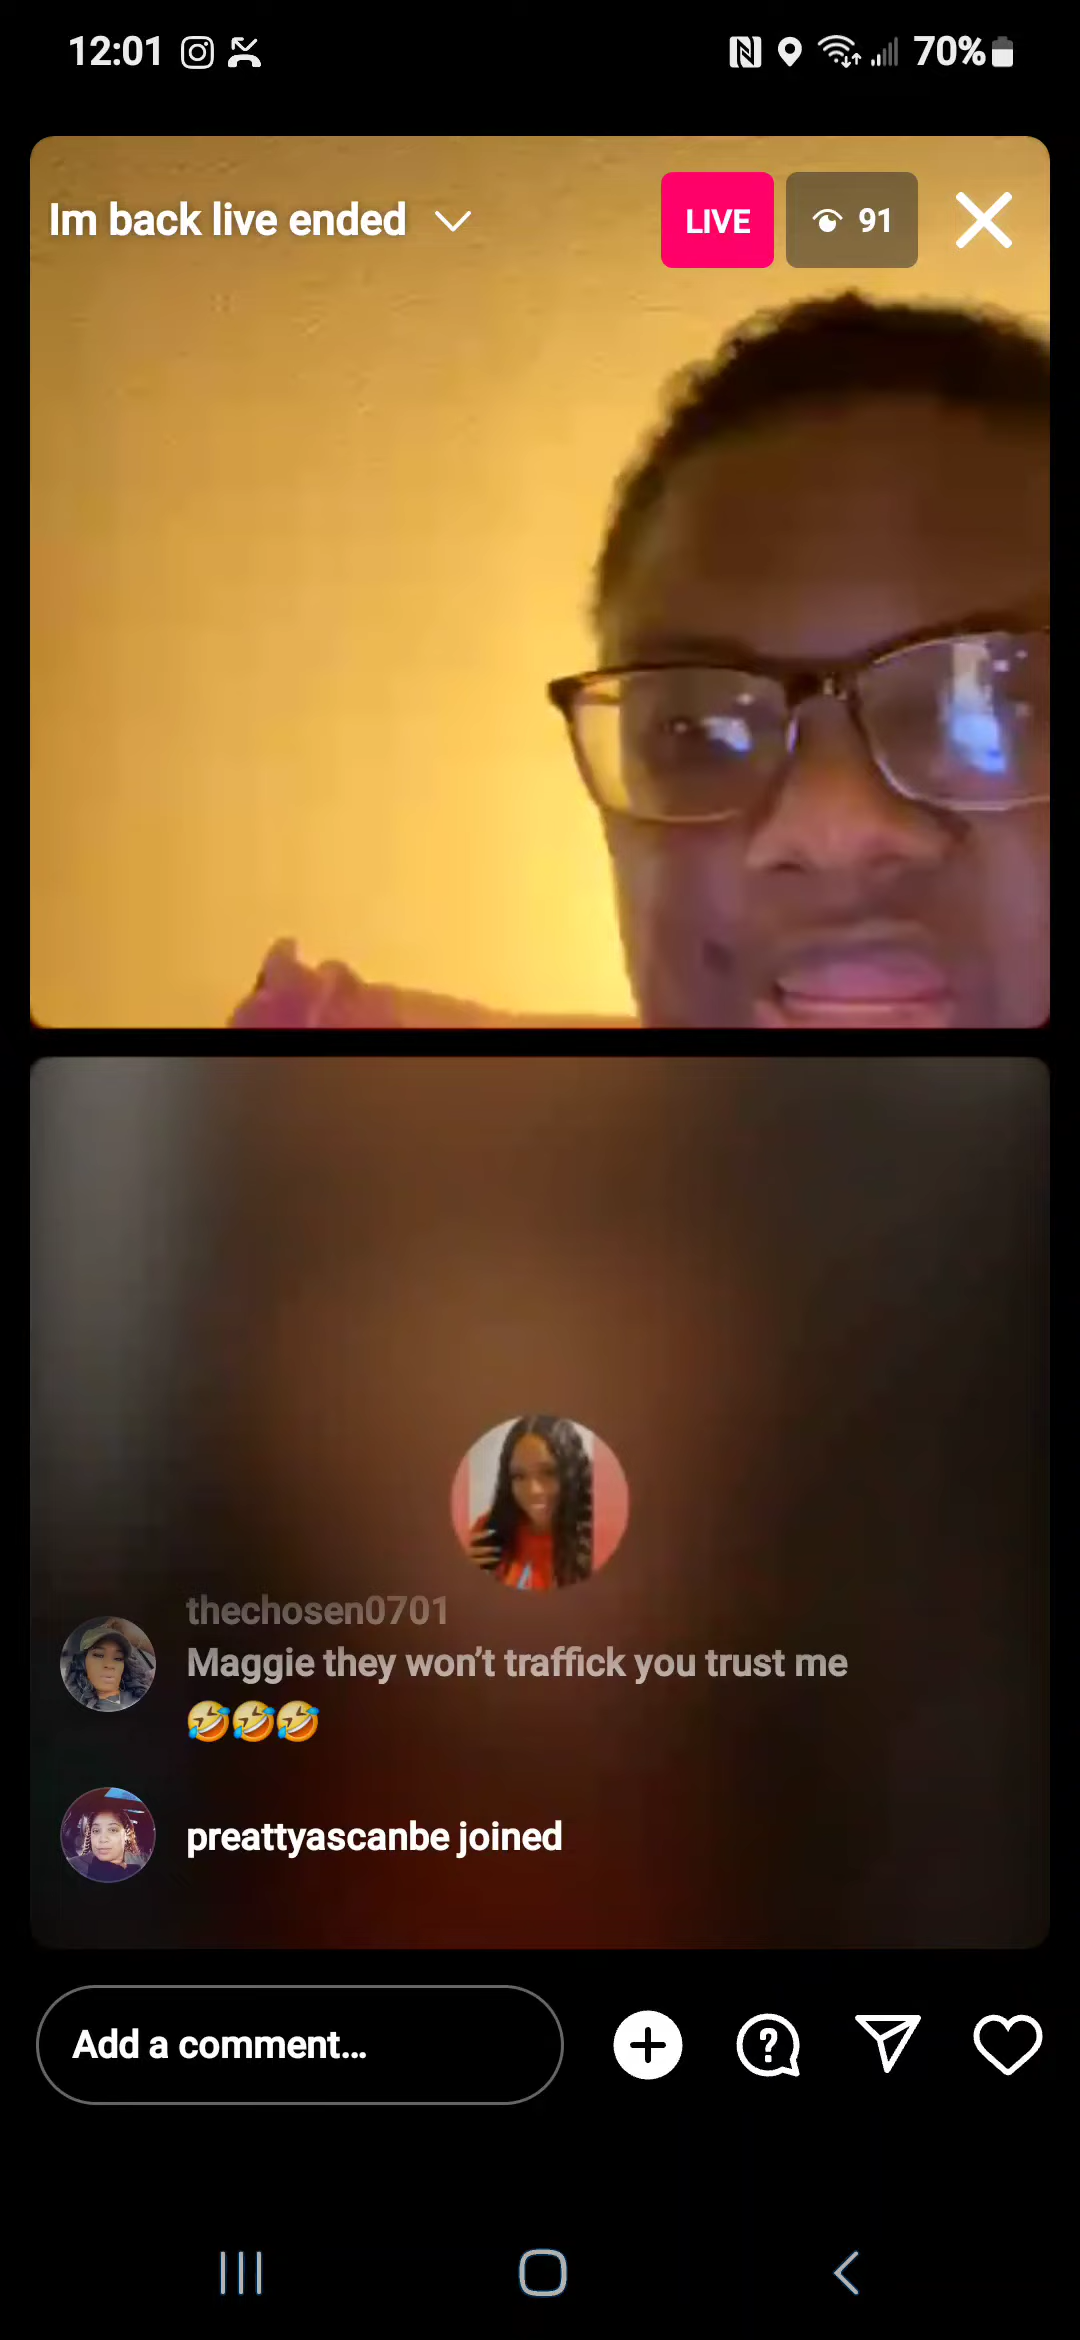 12:01
70%
Im back live ended
LIVE
91
thechosen0701
Maggie they won’t traffick you trust me
🤣🤣🤣
preattyascanbe joined
Add a comment...